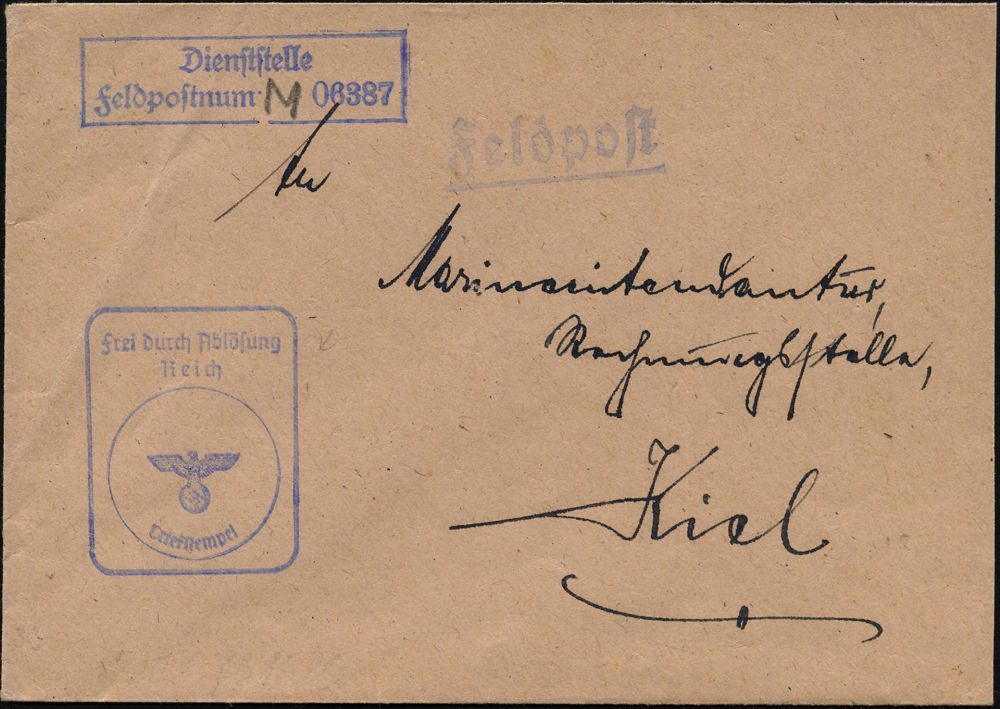 Dienststelle
Feldpostnum. M 06387
Feldpost
An
Marineintendantur,
Rechnungsstelle,
Kiel
Frei durch Ablösung
Reich
Briefstempel